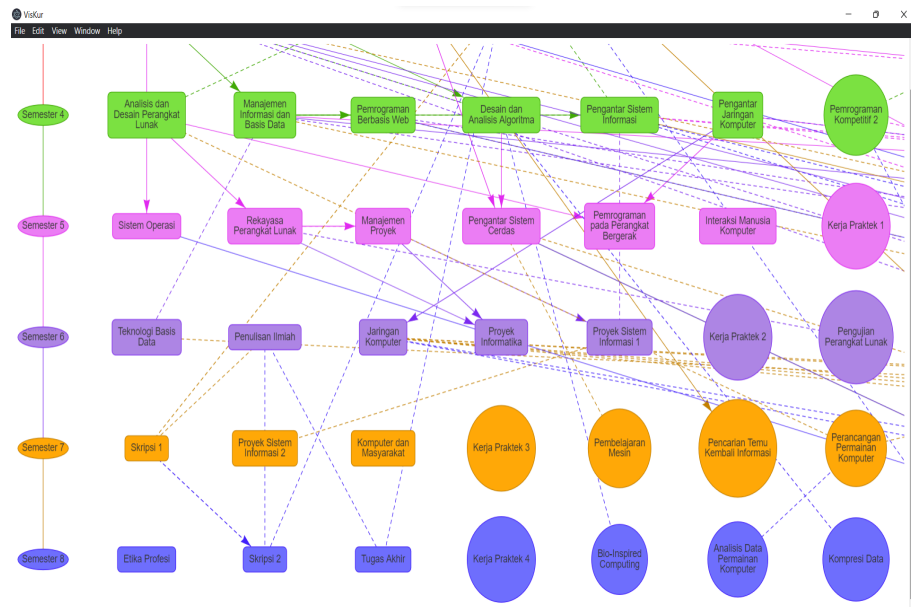 VisKur
File Edit View Window Help
Semester 4
Analisis dan
Desain Perangkat
Lunak
Manajemen
Informasi dan
Basis Data
Pemrograman
Berbasis Web
Desain dan
Analisis Algoritma
Pengantar Sistem
Informasi
Pengantar
Jaringan
Komputer
Pemrograman
Kompetitif 2
Semester 5
Sistem Operasi
Rekayasa
Perangkat Lunak
Manajemen
Proyek
Pengantar Sistem
Cerdas
Pemrograman
pada Perangkat
Bergerak
Interaksi Manusia
Komputer
Kerja Praktek 1
Semester 6
Teknologi Basis
Data
Penulisan Ilmiah
Jaringan
Komputer
Proyek
Informatika
Proyek Sistem
Informasi 1
Kerja Praktek 2
Pengujian
Perangkat Lunak
Semester 7
Skripsi 1
Proyek Sistem
Informasi 2
Komputer dan
Masyarakat
Kerja Praktek 3
Pembelajaran
Mesin
Pencarian Temu
Kembali Informasi
Perancangan
Permainan
Komputer
Semester 8
Etika Profesi
Skripsi 2
Tugas Akhir
Kerja Praktek 4
Bio-Inspired
Computing
Analisis Data
Permainan
Komputer
Kompresi Data